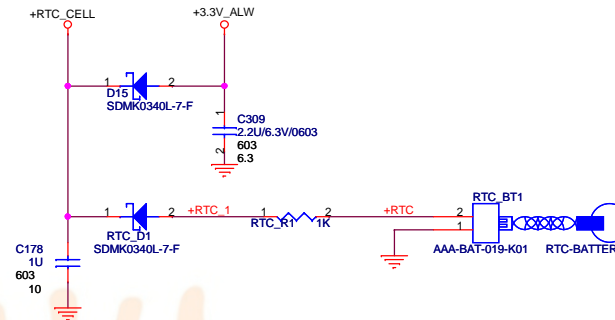 +RTC_CELL
+3.3V_ALW
1
2
D15
SDMK0340L-7-F
1
C309
2.2U/6.3V/0603
603
2
6.3
RTC_BT1
1
2
+RTC_1
1
2
+RTC
2
RTC_R1
1K
1
RTC_D1
SDMK0340L-7-F
AAA-BAT-019-K01
RTC-BATTER
C178
1U
603
10